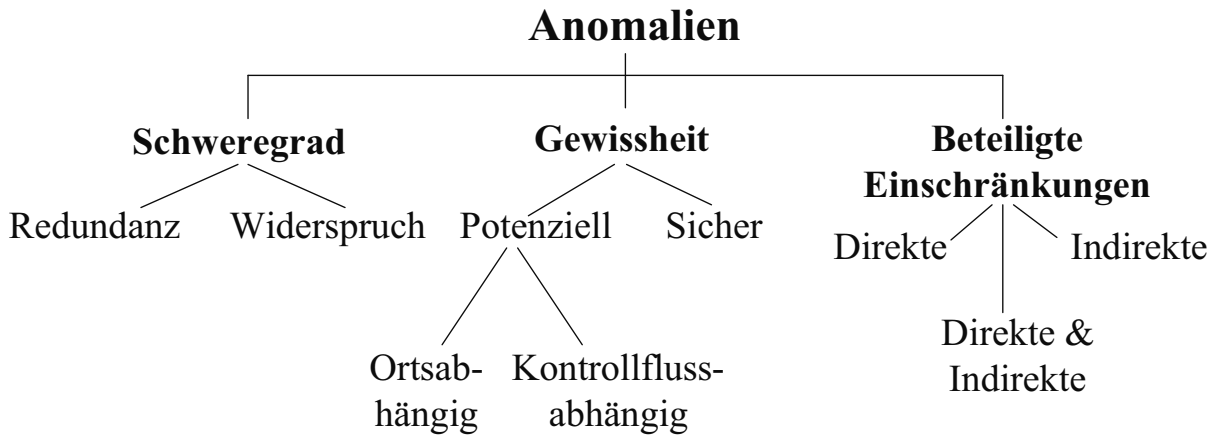 Anomalien
Schweregrad
Gewissheit
Beteiligte
Einschränkungen
Redundanz
Widerspruch
Potenziell
Sicher
Direkte
Indirekte
Direkte &
Indirekte
Ortsab-
hängig
Kontrollfluss-
abhängig